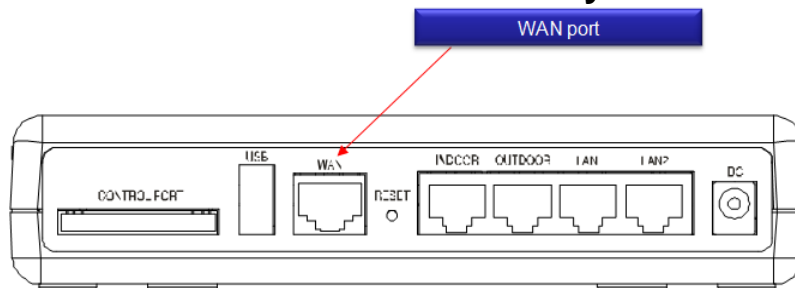 WAN port
USB
WAN
INDOOR
OUTDOOR
LAN
LAN2
DC
CONTROL PORT
RESET